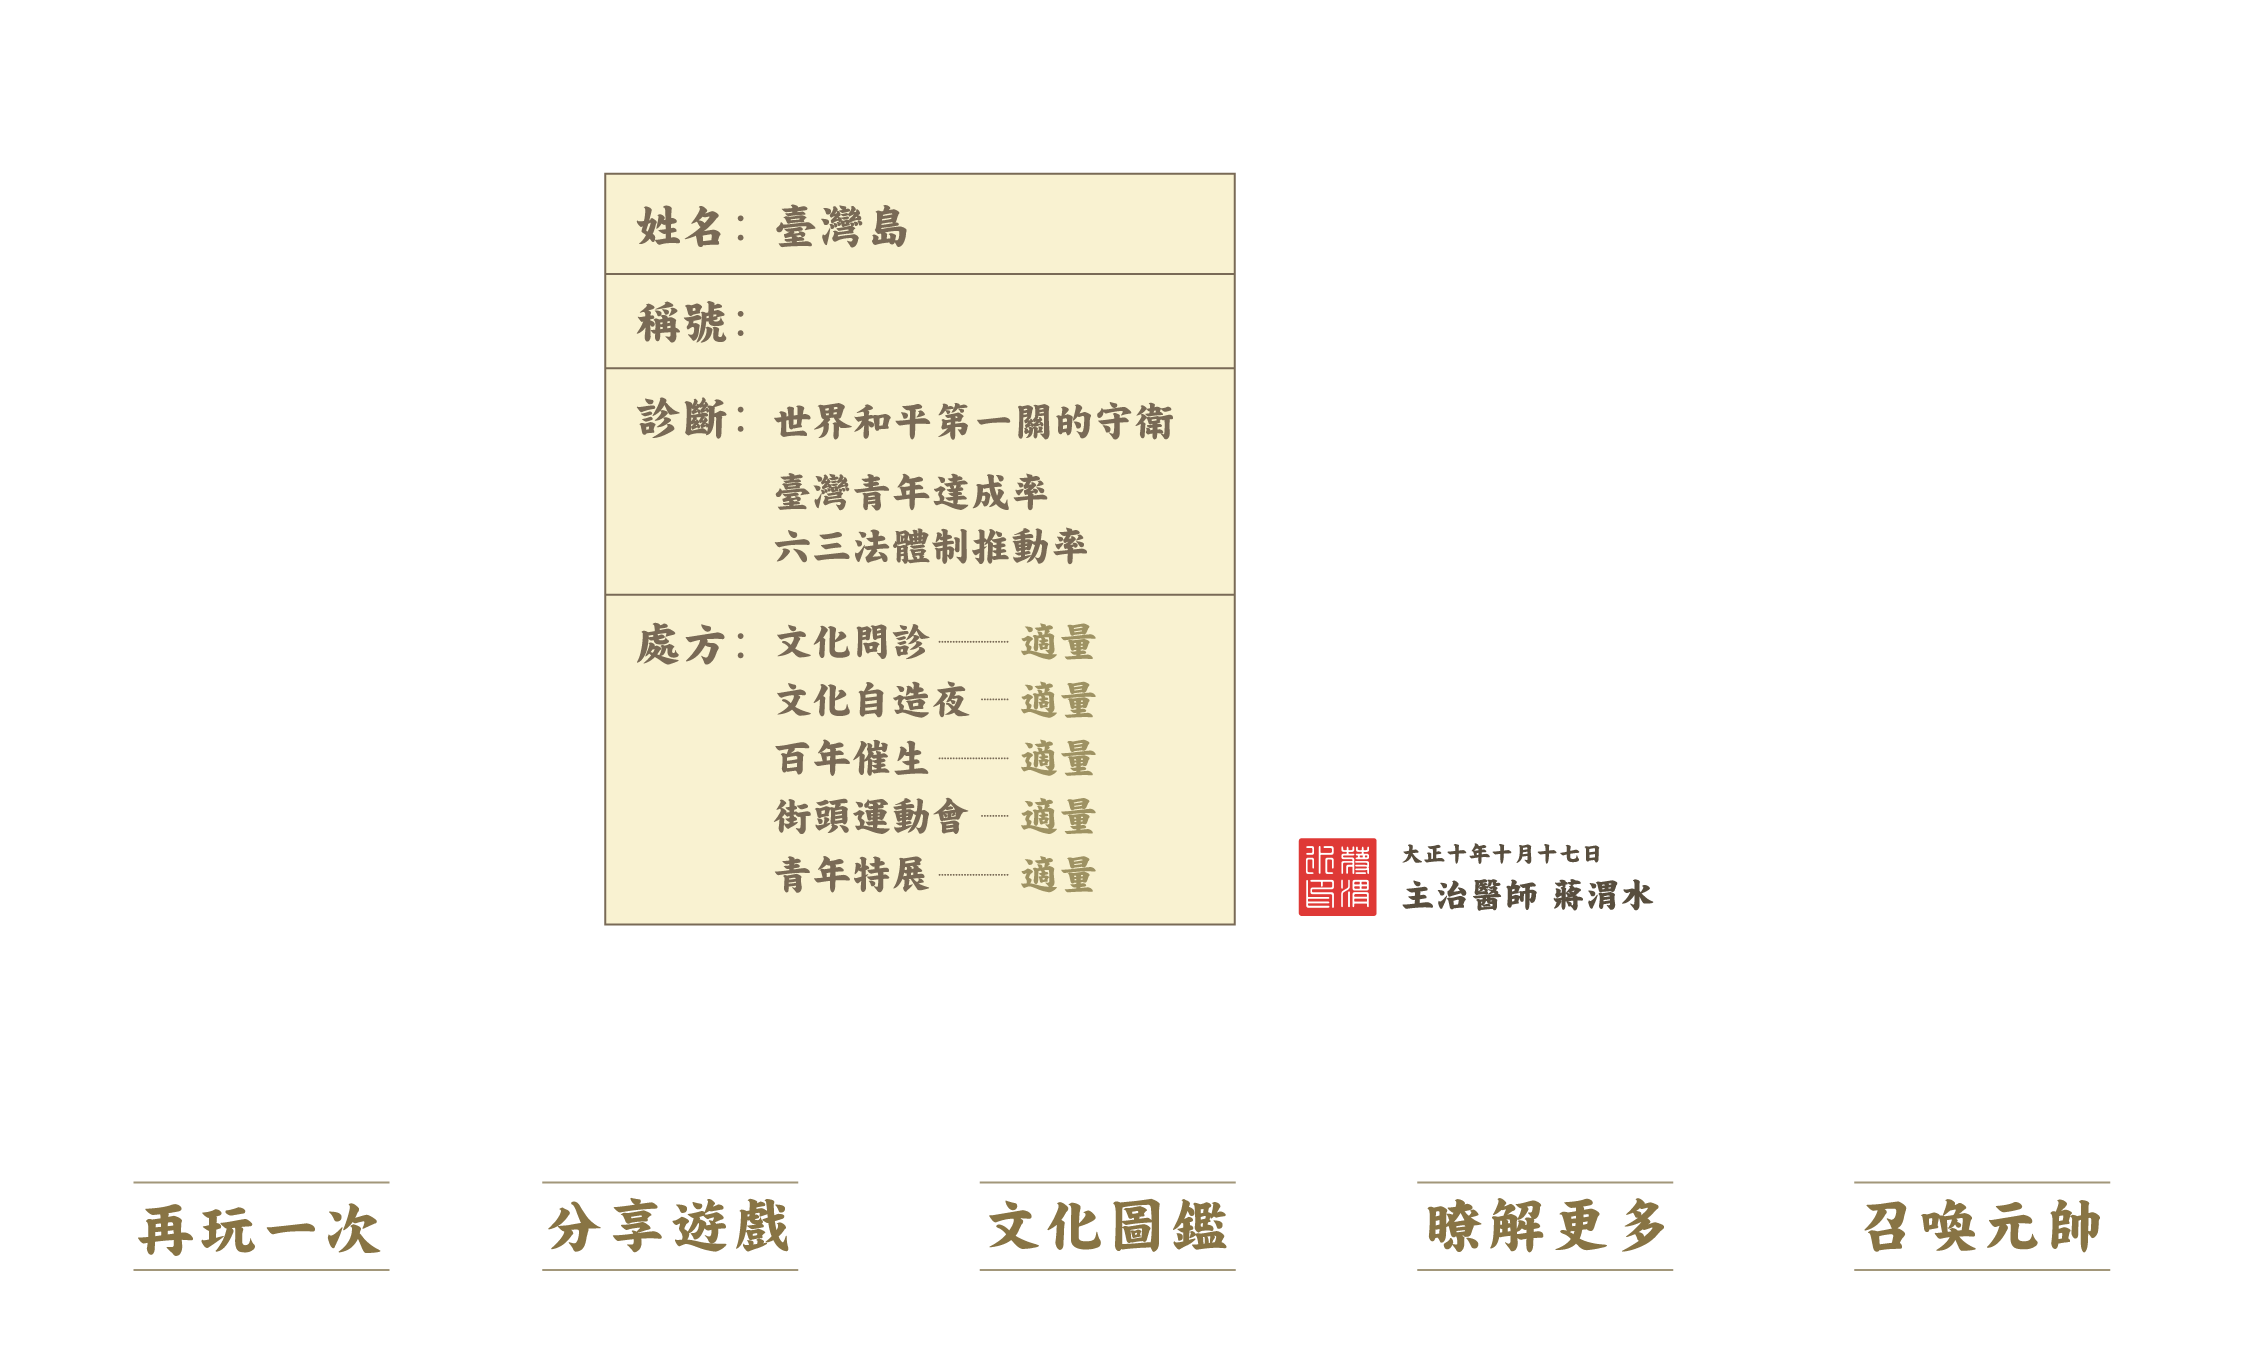 姓名：臺灣島
稱號：
診斷：世界和平第一關的守衛
臺灣青年達成率
六三法體制推動率
處方：文化問診┈┈適量
文化自造夜┈適量
百年催生┈┈適量
街頭運動會┈適量
青年特展┈┈適量
蔣渭水印
大正十年十月十七日
主治醫師 蔣渭水
再玩一次
分享遊戲
文化圖鑑
瞭解更多
召喚元帥